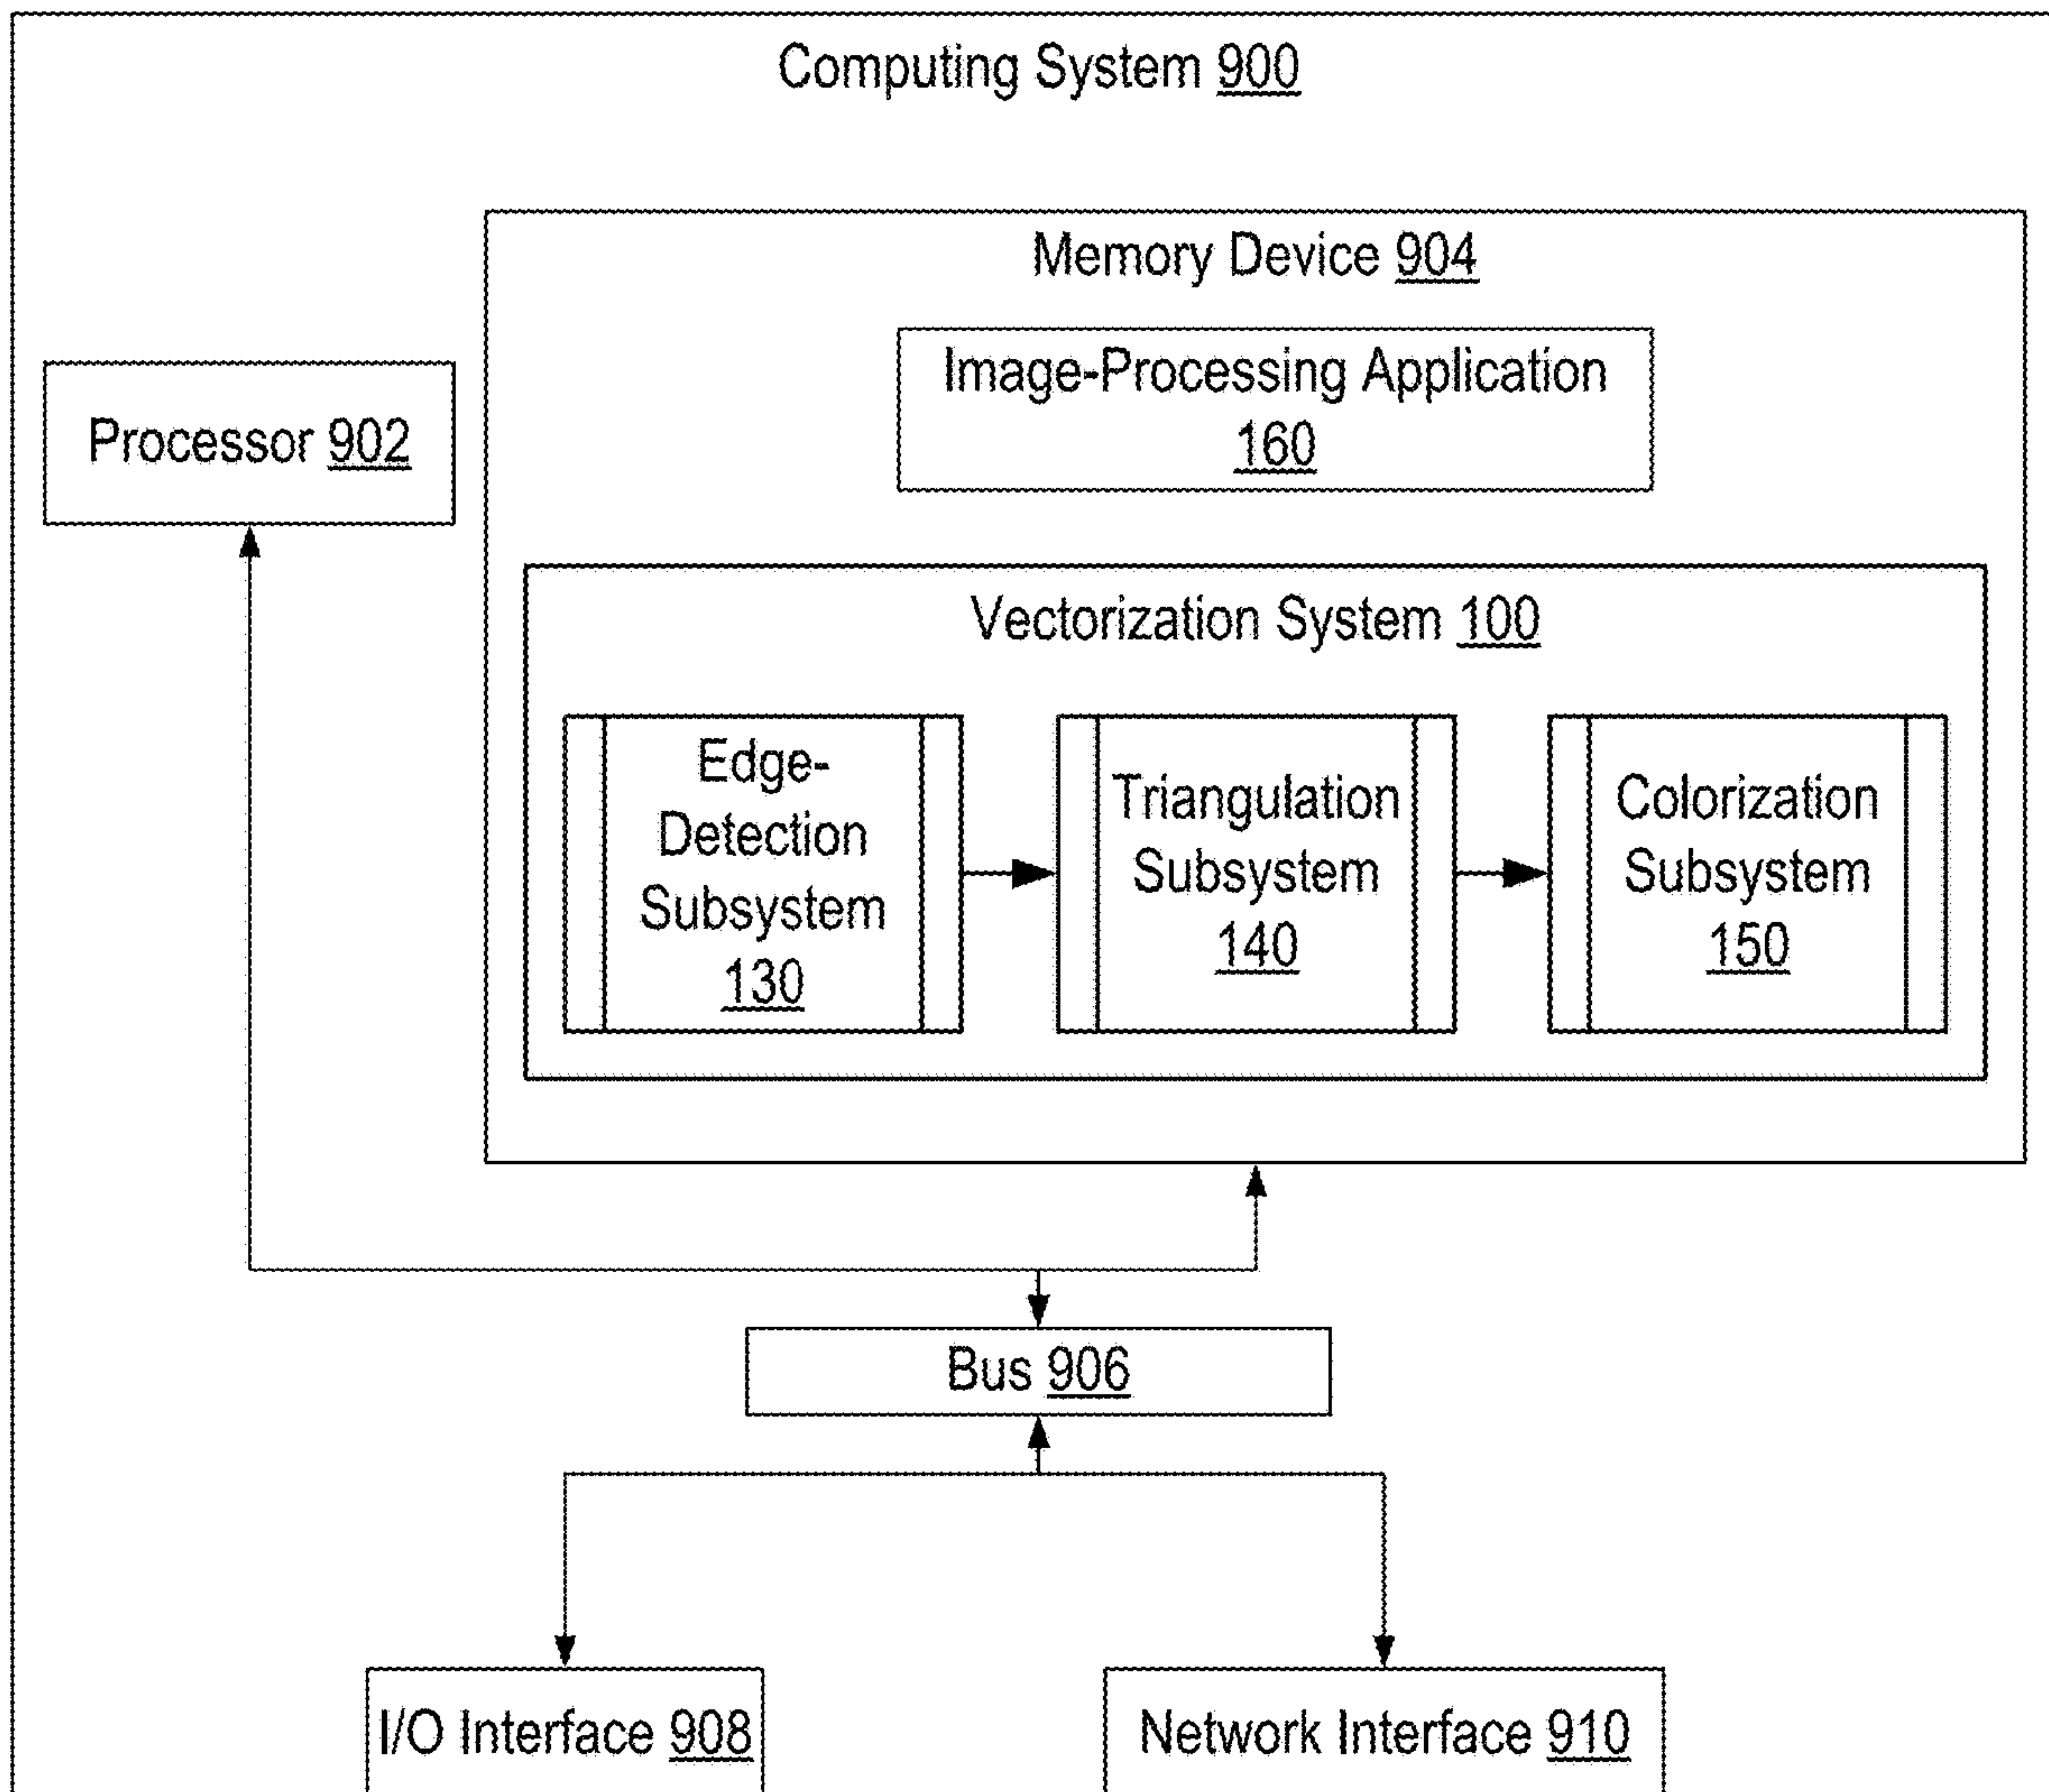 Computing System 900
Memory Device 904
Image-Processing Application
160
Processor 902
Vectorization System 100
Edge-
Detection
Subsystem
130
Triangulation
Subsystem
140
Colorization
Subsystem
150
Bus 906
I/O Interface 908
Network Interface 910